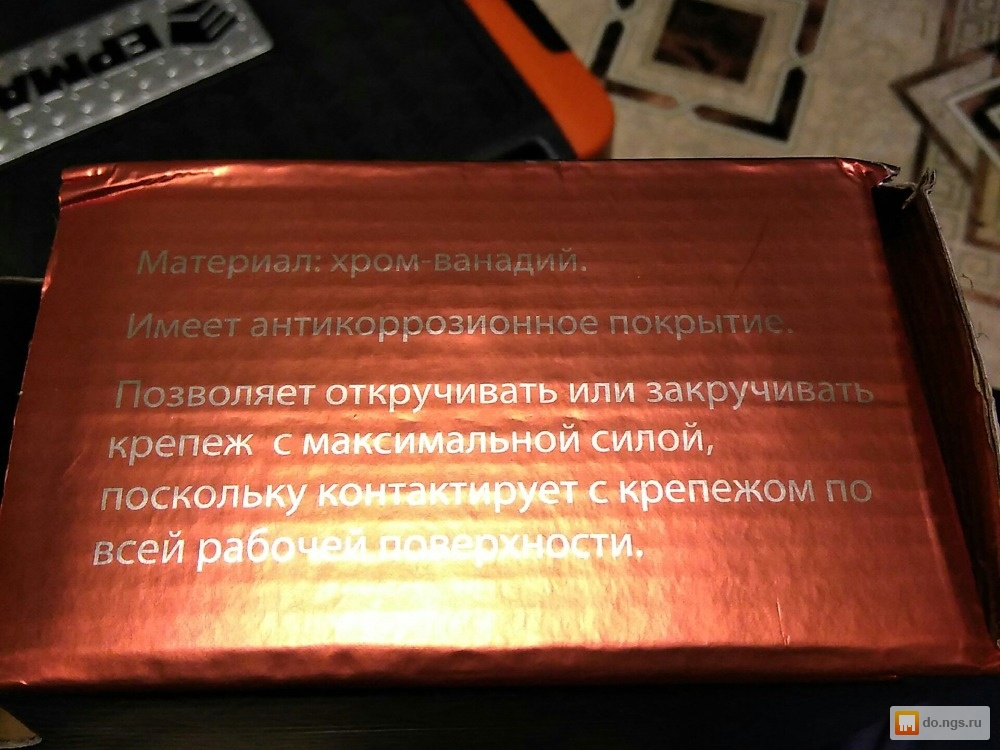 ЕРМА
Материал: хром-ванадий.
Имеет антикоррозионное покрытие.
Позволяет откручивать или закручивать
крепеж с максимальной силой,
поскольку контактирует с крепежом по
всей рабочей поверхности.
do.ngs.ru